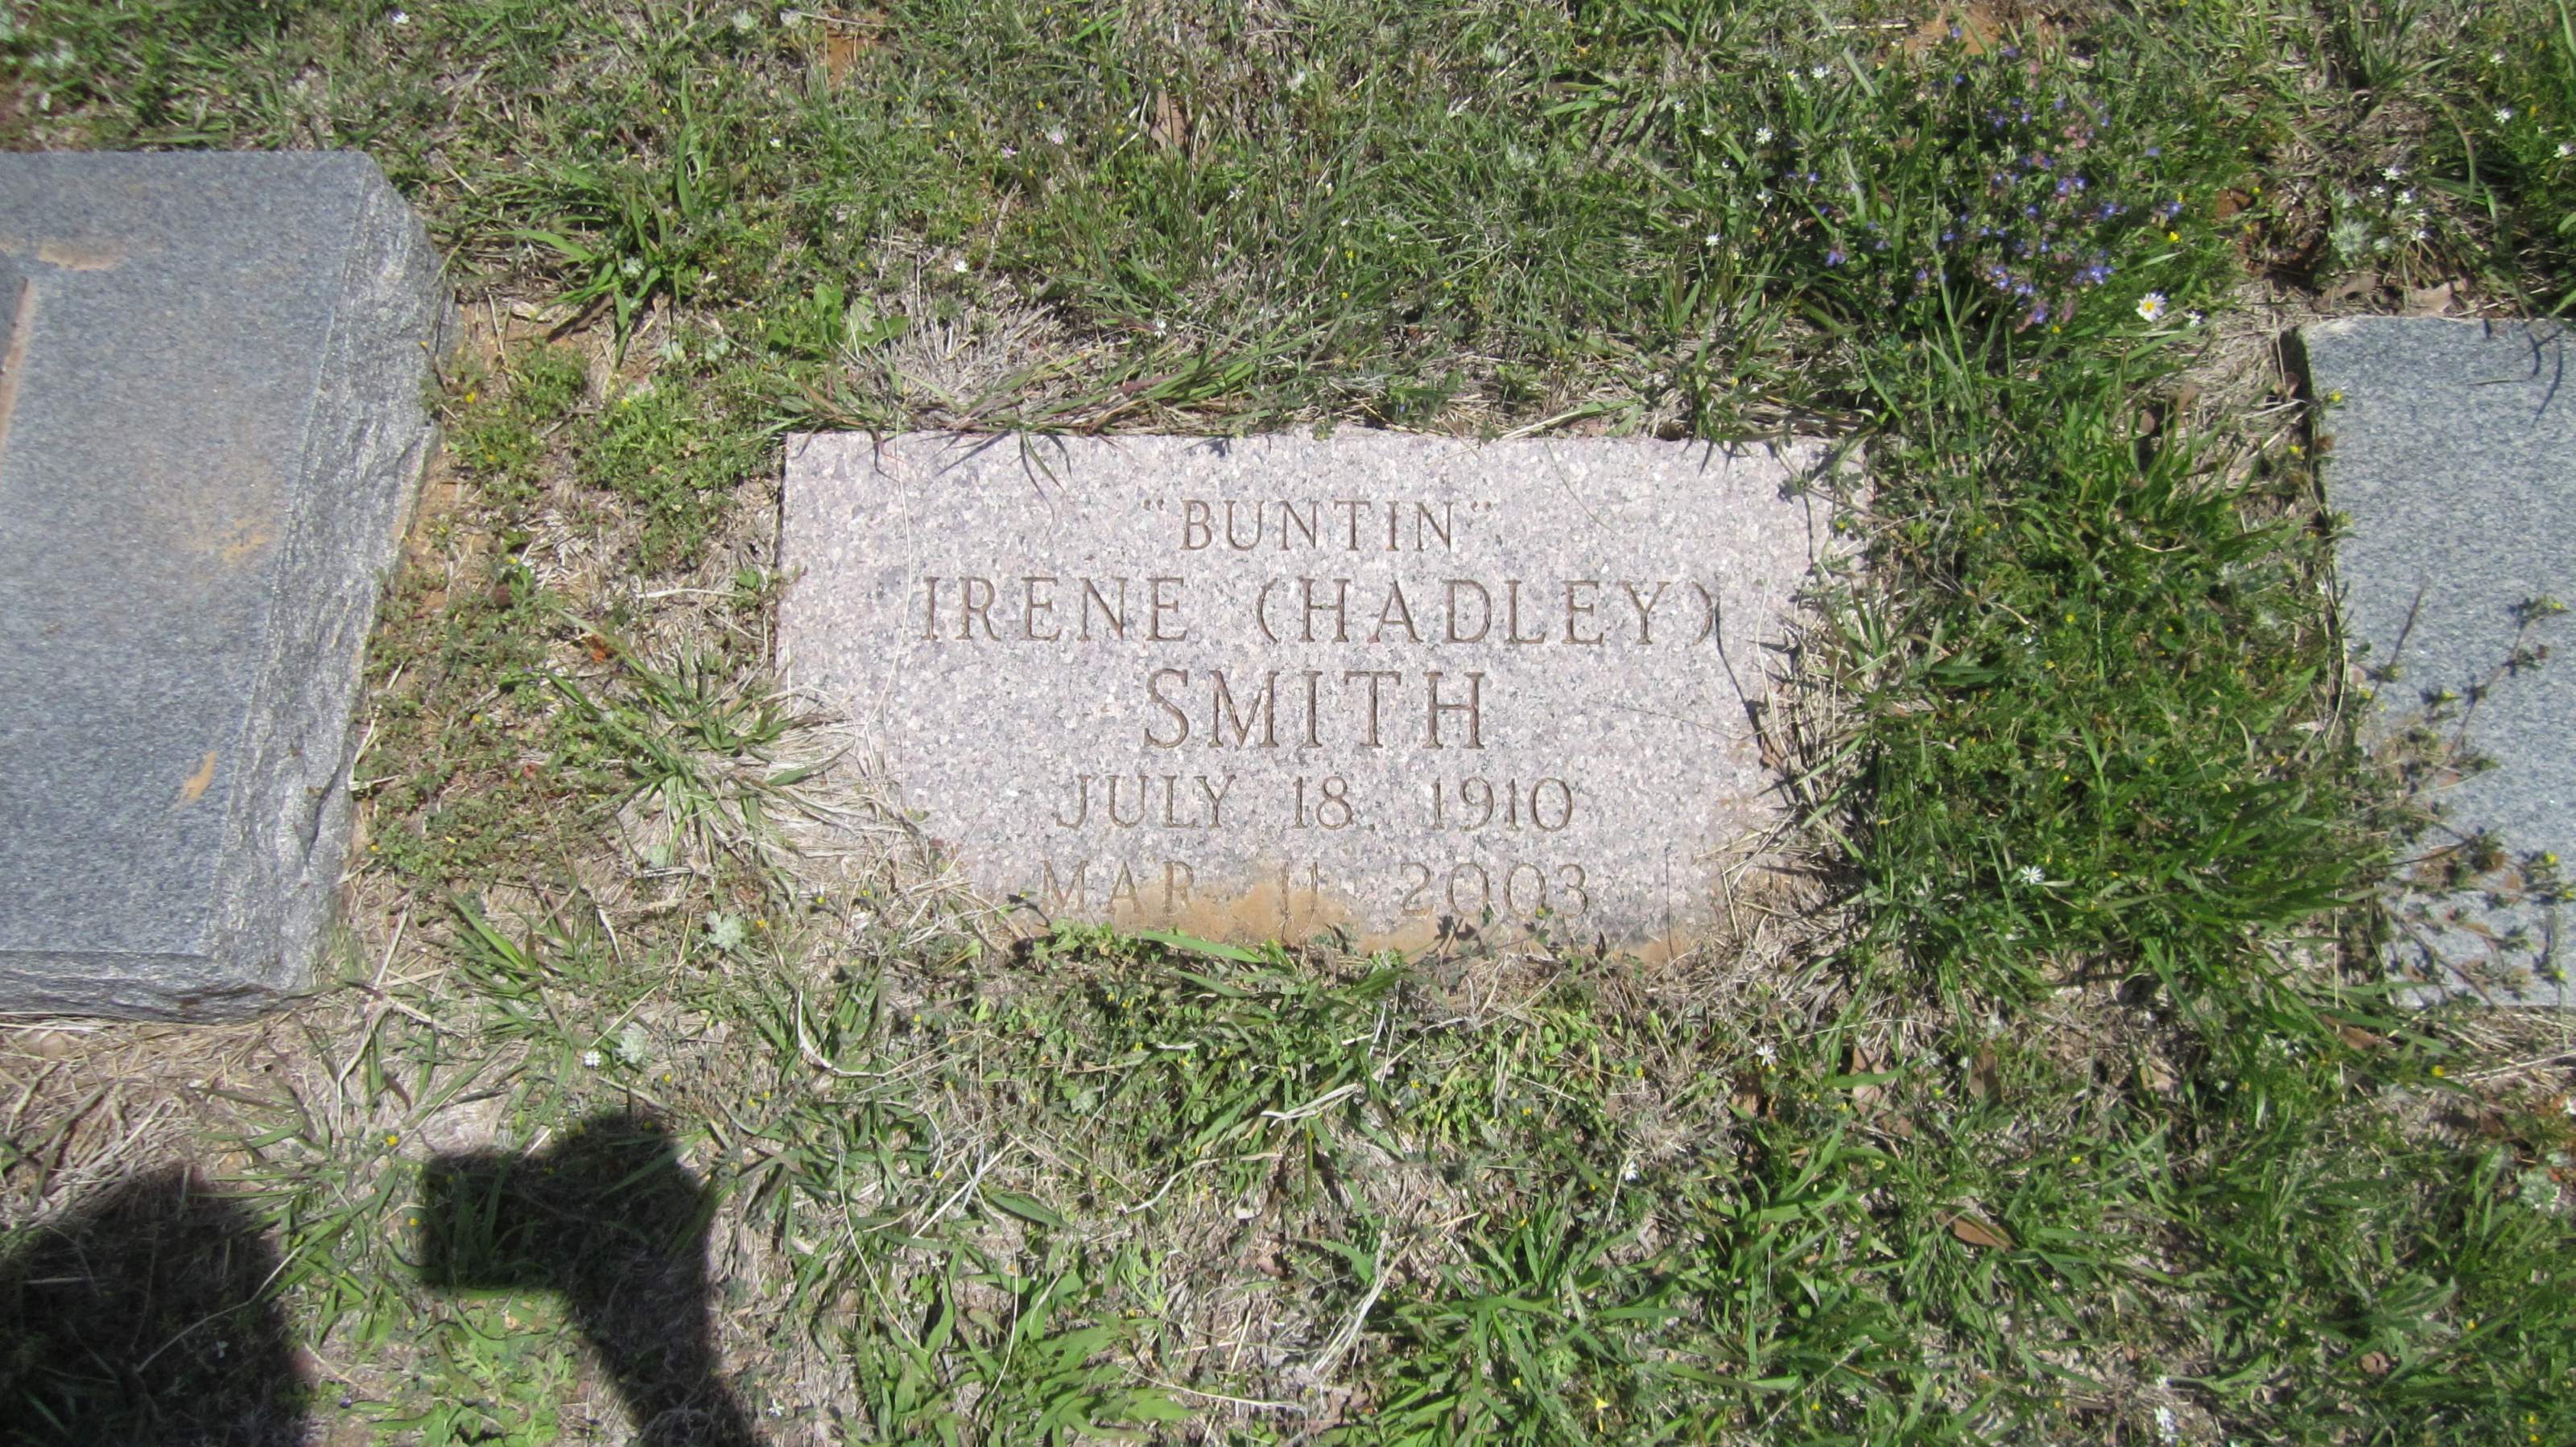 "BUNTIN"
IRENE (HADLEY)
SMITH
JULY 18 1910
MAR 11 2003